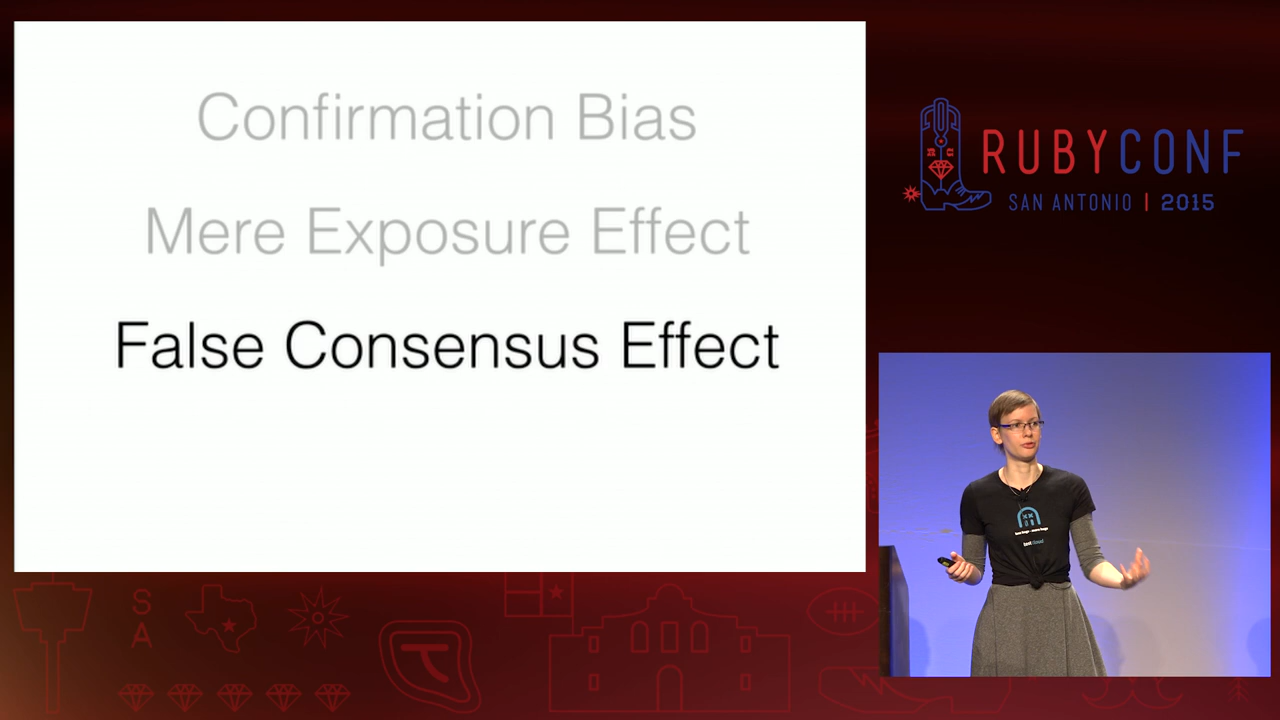 Confirmation Bias
Mere Exposure Effect
False Consensus Effect
RUBYCONF
SAN ANTONIO | 2015
S
A